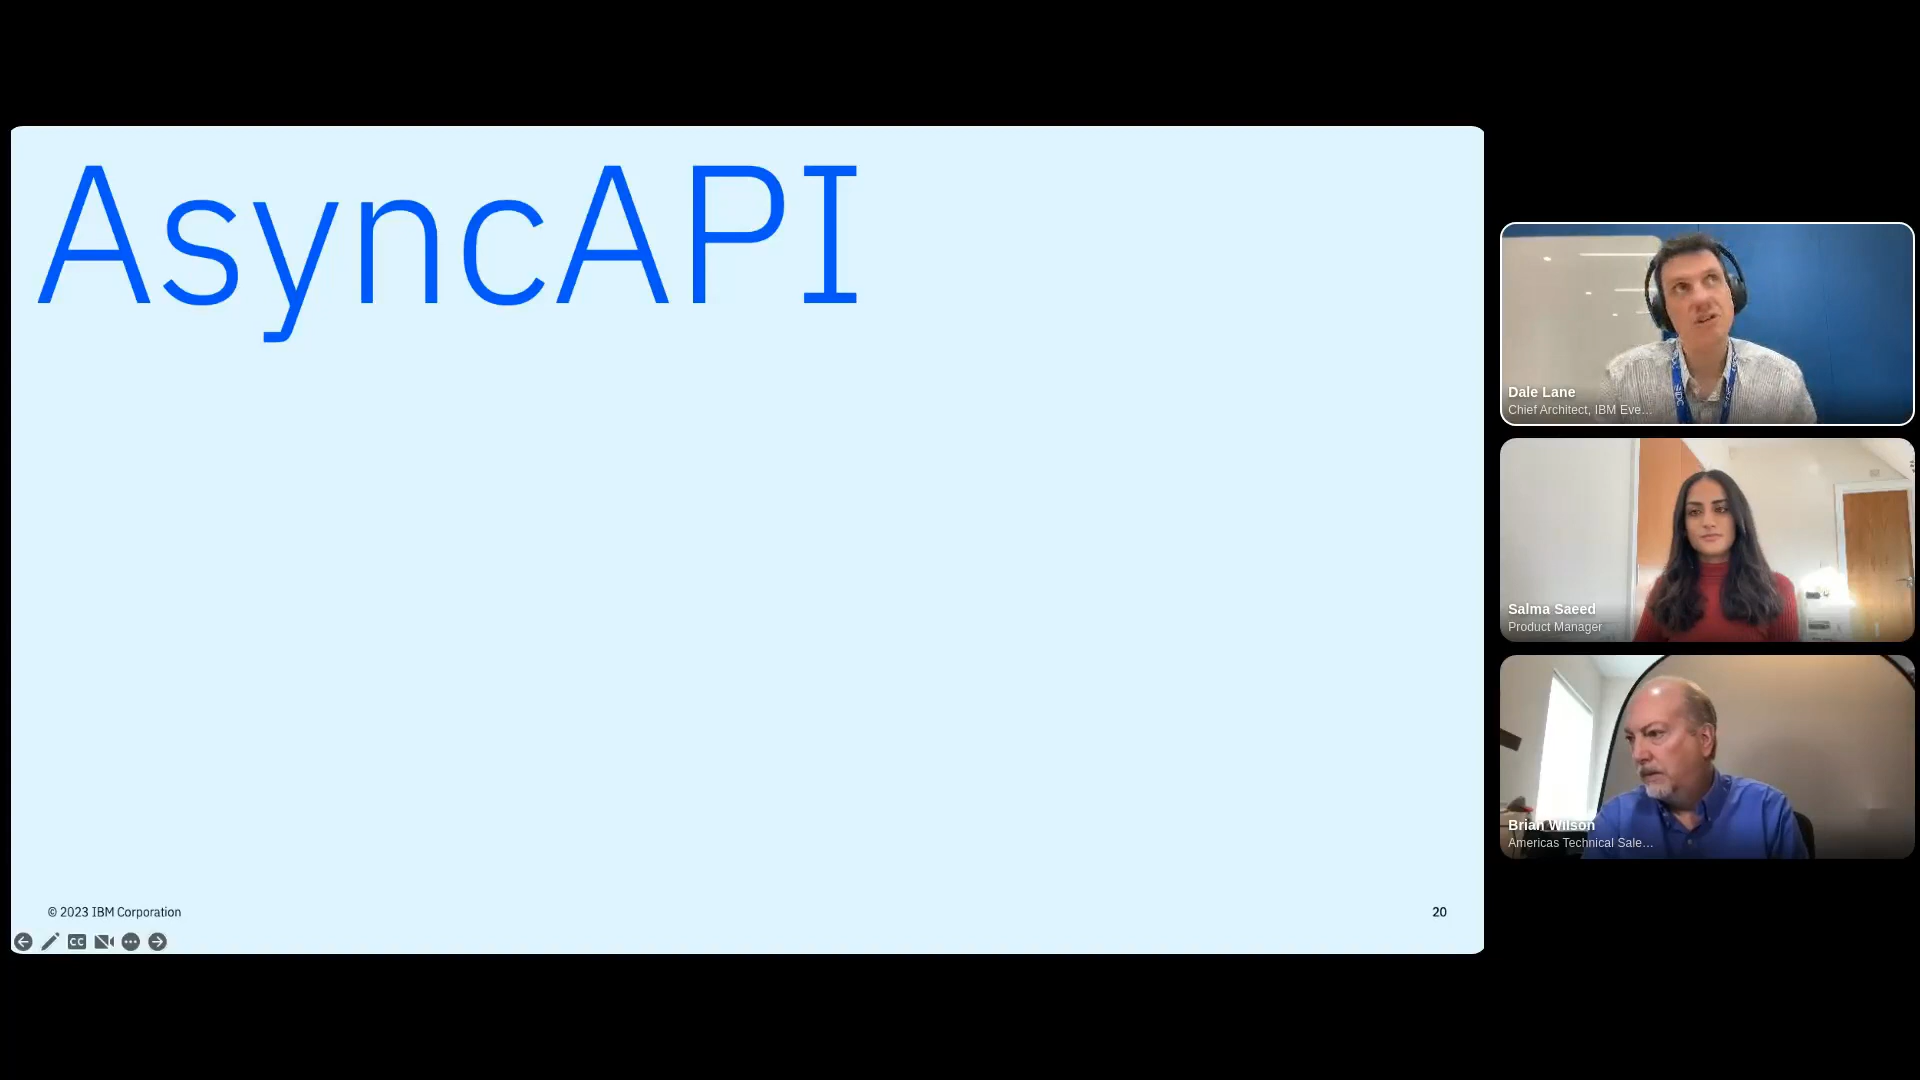 AsyncAPI
© 2023 IBM Corporation
20
CC
Dale Lane
Chief Architect, IBM Eve...
Salma Saeed
Product Manager
Brian Wilson
Americas Technical Sale...